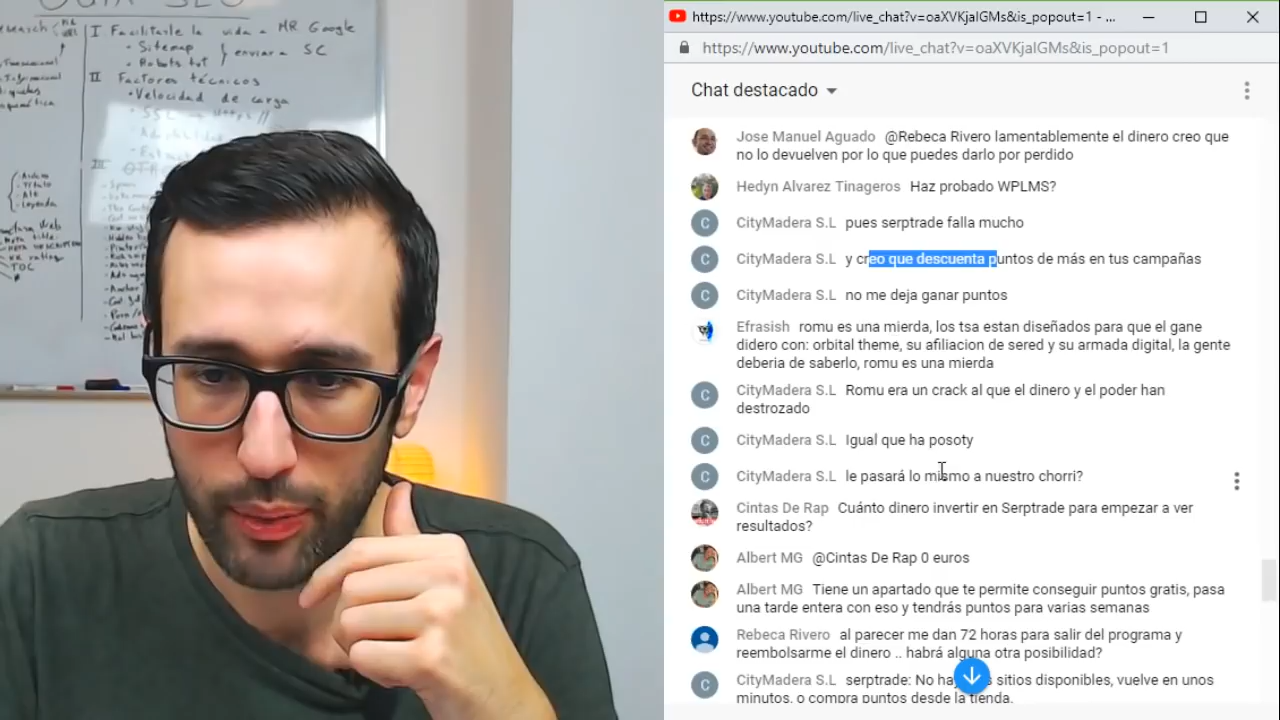 I Facilitarle la vida a MR Google
• Sitemap
• Robots txt } y enviar a SC
II Factores técnicos
• Velocidad de carga
III
https://www.youtube.com/live_chat?v=oaXVKjaIGMs&is_popout=1 - ...
https://www.youtube.com/live_chat?v=oaXVKjaIGMs&is_popout=1
Chat destacado
Jose Manuel Aguado @Rebeca Rivero lamentablemente el dinero creo que
no lo devuelven por lo que puedes darlo por perdido
Hedyn Alvarez Tinageros Haz probado WPLMS?
CityMadera S.L pues serptrade falla mucho
CityMadera S.L y creo que descuenta puntos de más en tus campañas
CityMadera S.L no me deja ganar puntos
Efrasish romu es una mierda, los tsa estan diseñados para que el gane
didero con: orbital theme, su afiliacion de sered y su armada digital, la gente
deberia de saberlo, romu es una mierda
CityMadera S.L Romu era un crack al que el dinero y el poder han
destrozado
CityMadera S.L Igual que ha posoty
CityMadera S.L le pasará lo mismo a nuestro chorri?
Cintas De Rap Cuánto dinero invertir en Serptrade para empezar a ver
resultados?
Albert MG @Cintas De Rap 0 euros
Albert MG Tiene un apartado que te permite conseguir puntos gratis, pasa
una tarde entera con eso y tendrás puntos para varias semanas
Rebeca Rivero al parecer me dan 72 horas para salir del programa y
reembolsarme el dinero .. habrá alguna otra posibilidad?
CityMadera S.L serptrade: No sitios disponibles, vuelve en unos
minutos, o compra puntos desde la tienda.